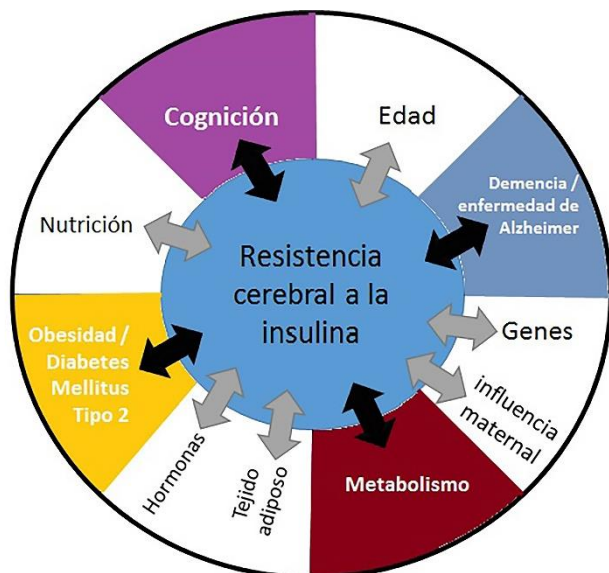 Cognición
Edad
Demencia /
enfermedad de
Alzheimer
Nutrición
Resistencia
cerebral a la
insulina
Genes
influencia
maternal
Obesidad /
Diabetes
Mellitus
Tipo 2
Hormonas
Tejido
adiposo
Metabolismo